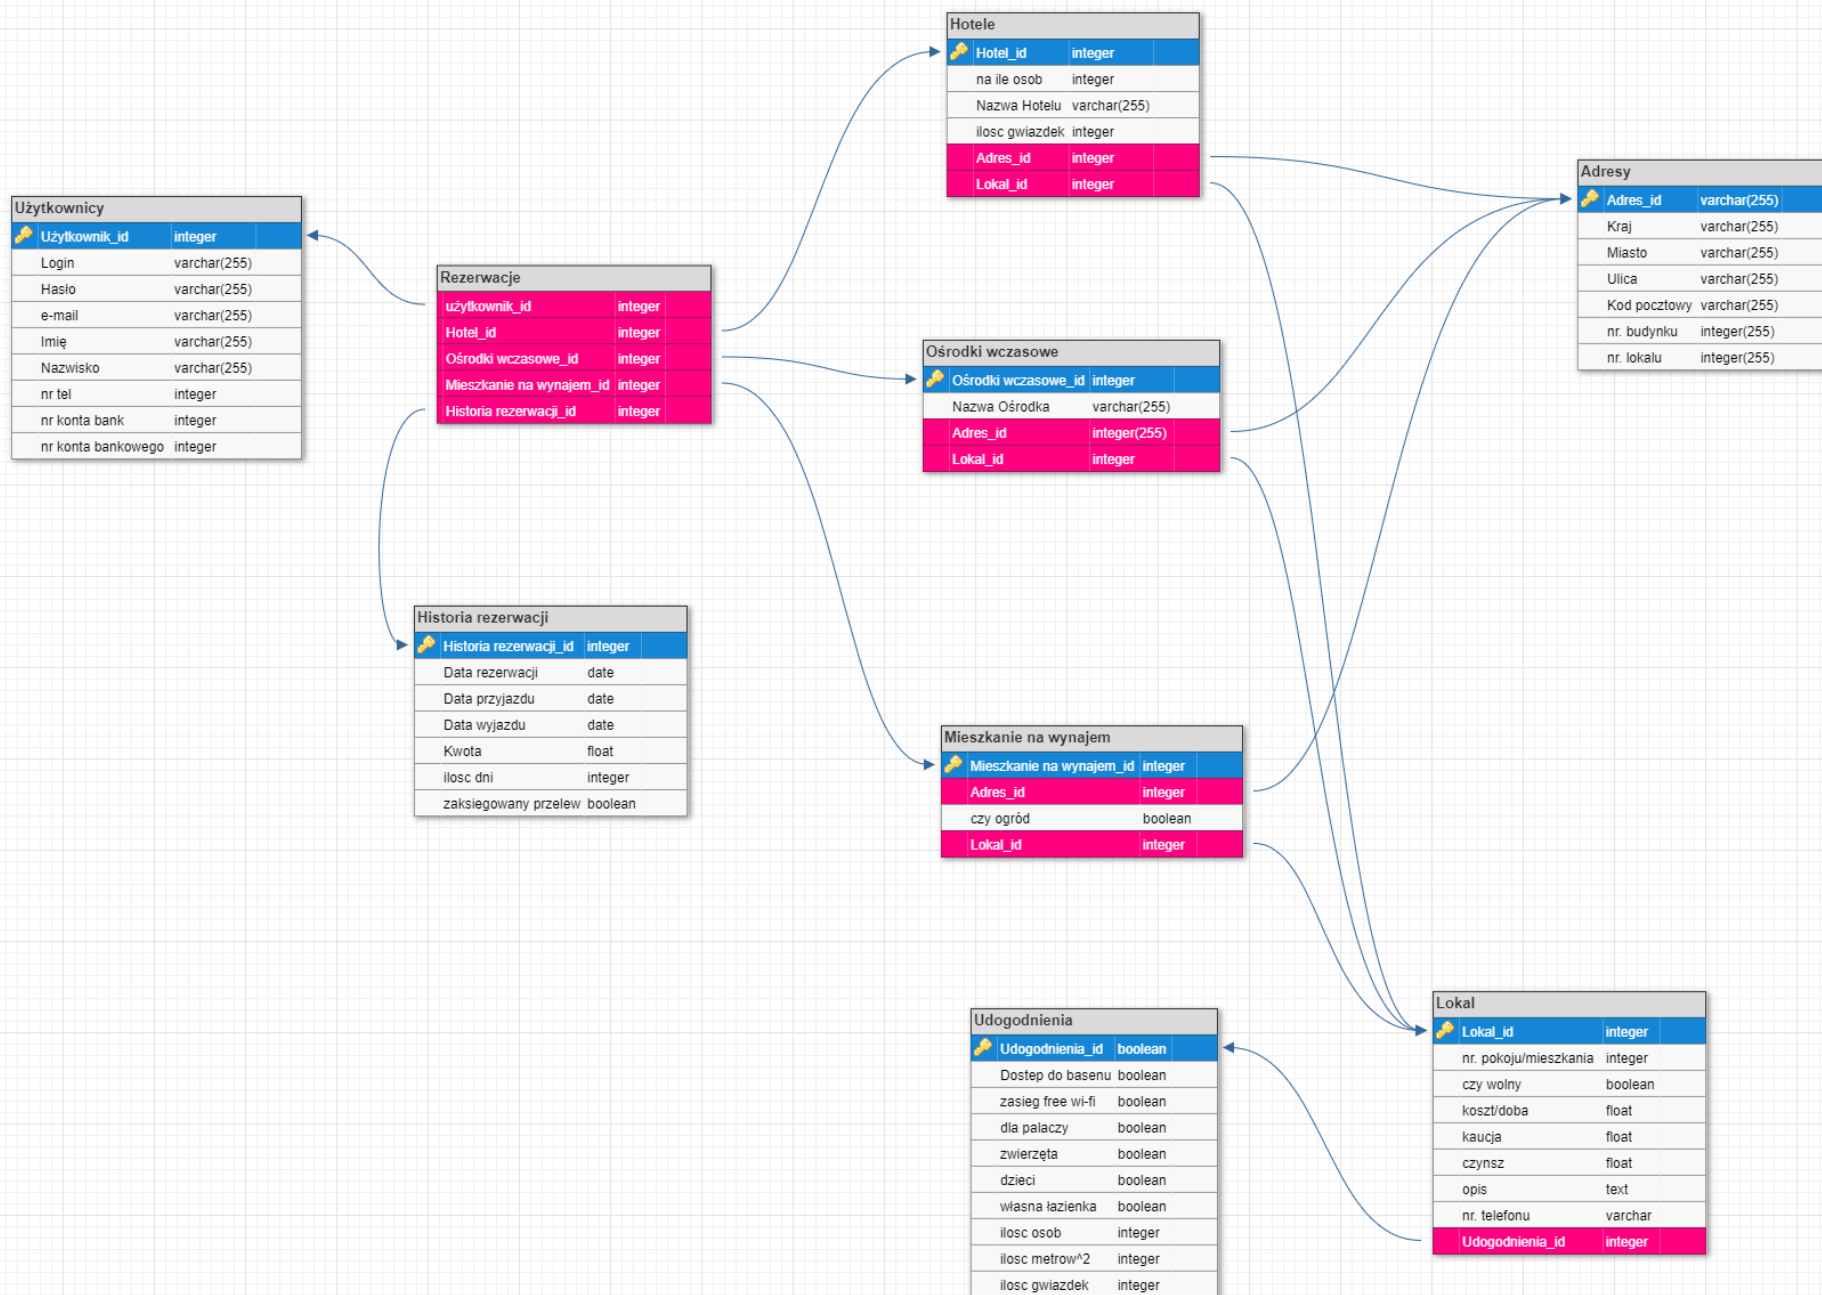 Hotele
Hotel_id integer
na ile osob integer
Nazwa Hotelu varchar(255)
ilosc gwiazdek integer
Adres_id integer
Lokal_id integer
Adresy
Adres_id varchar(255)
Kraj varchar(255)
Miasto varchar(255)
Ulica varchar(255)
Kod pocztowy varchar(255)
nr. budynku integer(255)
nr. lokalu integer(255)
Użytkownicy
Użytkownik_id integer
Login varchar(255)
Hasło varchar(255)
e-mail varchar(255)
Imię varchar(255)
Nazwisko varchar(255)
nr tel integer
nr konta bank integer
nr konta bankowego integer
Rezerwacje
użytkownik_id integer
Hotel_id integer
Ośrodki wczasowe_id integer
Mieszkanie na wynajem_id integer
Historia rezerwacji_id integer
Ośrodki wczasowe
Ośrodki wczasowe_id integer
Nazwa Ośrodka varchar(255)
Adres_id integer(255)
Lokal_id integer
Historia rezerwacji
Historia rezerwacji_id integer
Data rezerwacji date
Data przyjazdu date
Data wyjazdu date
Kwota float
ilosc dni integer
zaksiegowany przelew boolean
Mieszkanie na wynajem
Mieszkanie na wynajem_id integer
Adres_id integer
czy ogród boolean
Lokal_id integer
Udogodnienia
Udogodnienia_id boolean
Dostep do basenu boolean
zasieg free wi-fi boolean
dla palaczy boolean
zwierzęta boolean
dzieci boolean
własna łazienka boolean
ilosc osob integer
ilosc metrow^2 integer
ilosc gwiazdek integer
Lokal
Lokal_id integer
nr. pokoju/mieszkania integer
czy wolny boolean
koszt/doba float
kaucja float
czynsz float
opis text
nr. telefonu varchar
Udogodnienia_id integer